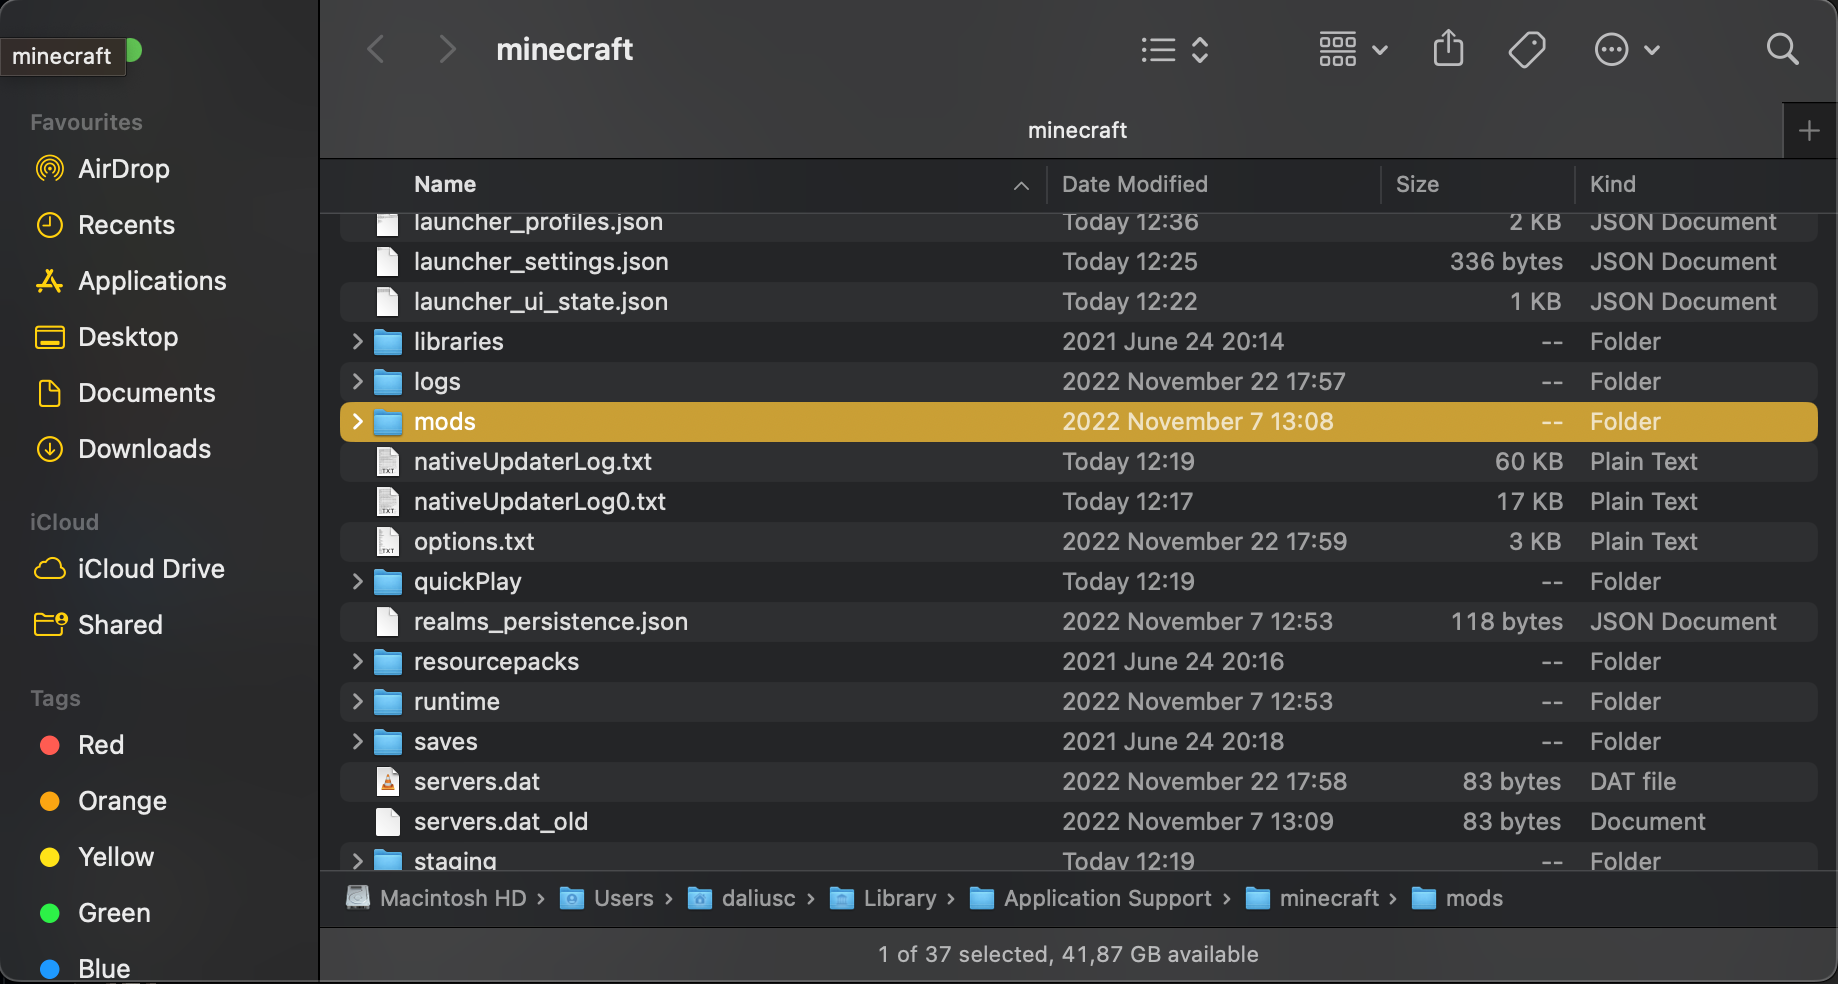 minecraft
minecraft
Favourites
AirDrop
Recents
Applications
Desktop
Documents
Downloads
iCloud
iCloud Drive
Shared
Tags
Red
Orange
Yellow
Green
Blue
minecraft
Name Date Modified Size Kind
launcher_profiles.json Today 12:36 2 KB JSON Document
launcher_settings.json Today 12:25 336 bytes JSON Document
launcher_ui_state.json Today 12:22 1 KB JSON Document
libraries 2021 June 24 20:14 -- Folder
logs 2022 November 22 17:57 -- Folder
mods 2022 November 7 13:08 -- Folder
nativeUpdaterLog.txt Today 12:19 60 KB Plain Text
nativeUpdaterLog0.txt Today 12:17 17 KB Plain Text
options.txt 2022 November 22 17:59 3 KB Plain Text
quickPlay Today 12:19 -- Folder
realms_persistence.json 2022 November 7 12:53 118 bytes JSON Document
resourcepacks 2021 June 24 20:16 -- Folder
runtime 2022 November 7 12:53 -- Folder
saves 2021 June 24 20:18 -- Folder
servers.dat 2022 November 22 17:58 83 bytes DAT file
servers.dat_old 2022 November 7 13:09 83 bytes Document
staging Today 12:19 -- Folder
Macintosh HD › Users › daliusc › Library › Application Support › minecraft › mods
1 of 37 selected, 41,87 GB available